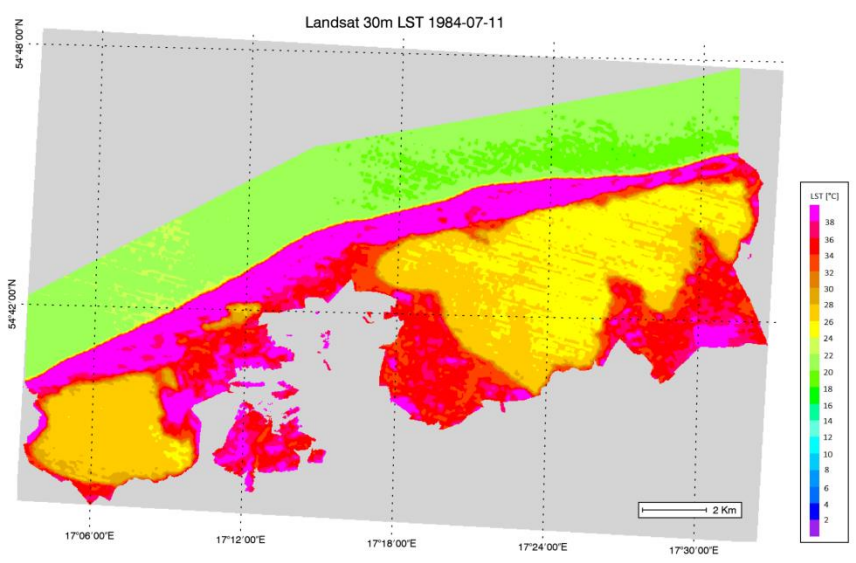 Landsat 30m LST 1984-07-11
54°48'00"N
54°42'00"N
LST [°C]
38
36
34
32
30
28
26
24
22
20
18
16
14
12
10
8
6
4
2
2 Km
17°06'00"E
17°12'00"E
17°18'00"E
17°24'00"E
17°30'00"E